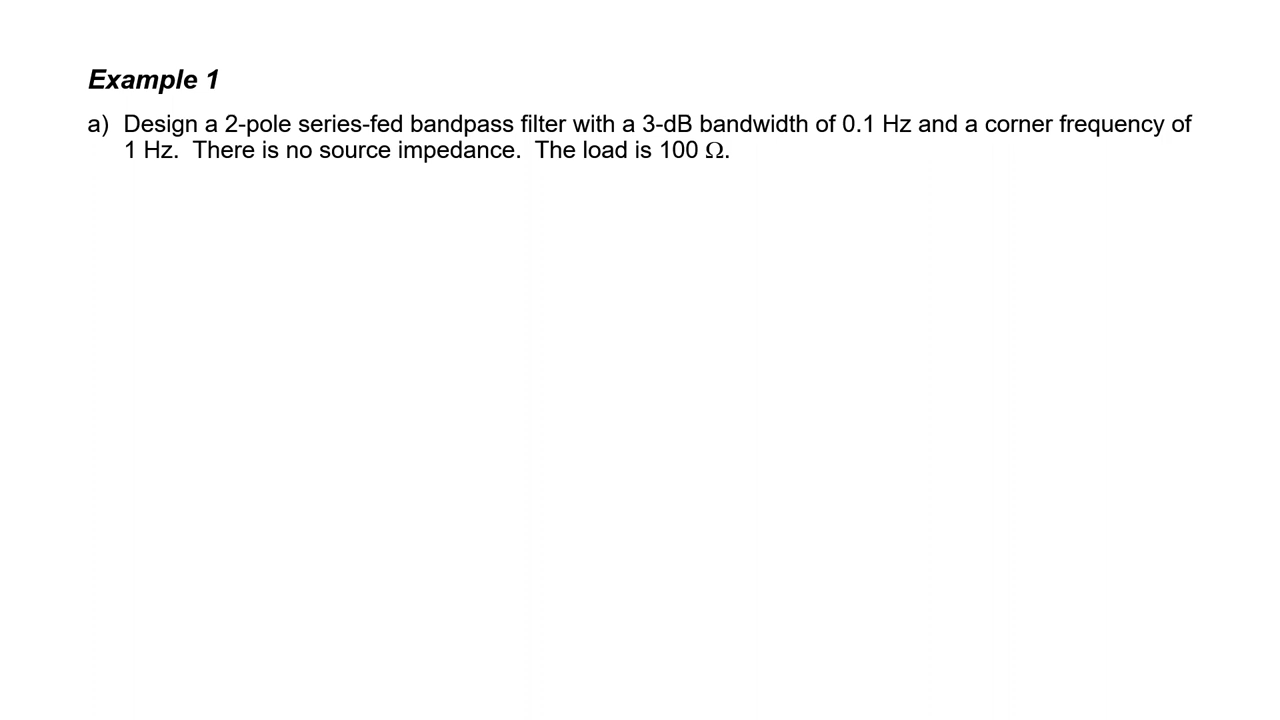 Example 1
a) Design a 2-pole series-fed bandpass filter with a 3-dB bandwidth of 0.1 Hz and a corner frequency of
1 Hz. There is no source impedance. The load is 100 Ω.